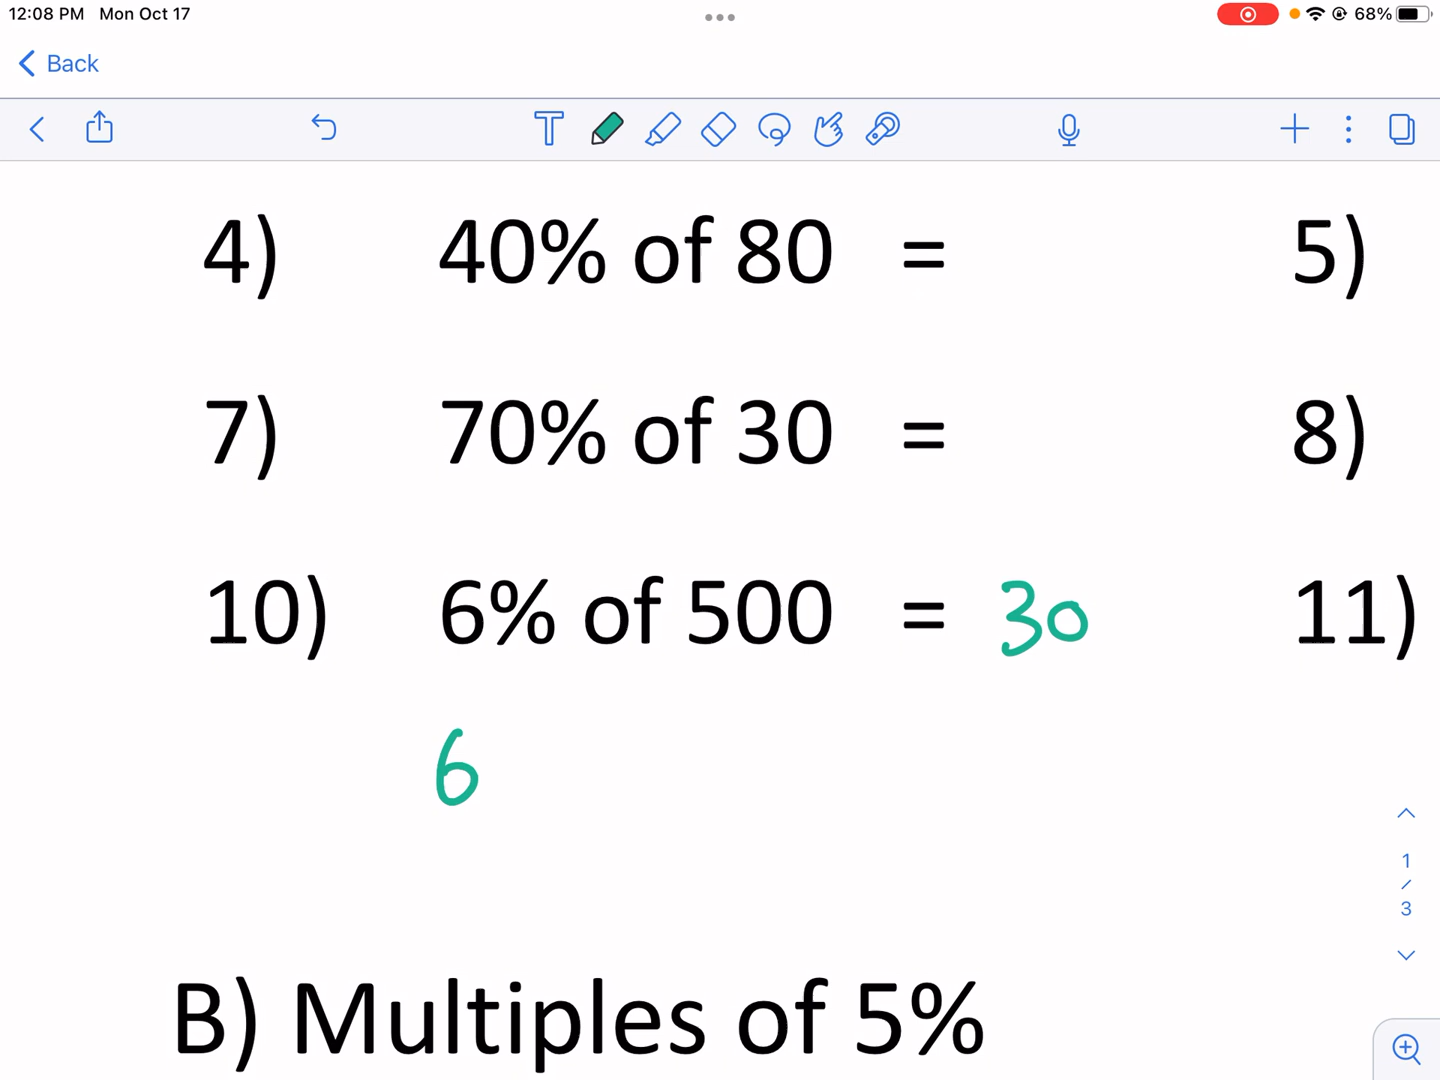 12:08 PM Mon Oct 17 68%
Back
4) 40% of 80 = 5)
7) 70% of 30 = 8)
10) 6% of 500 = 30 11)
6
1
/
3
B) Multiples of 5%